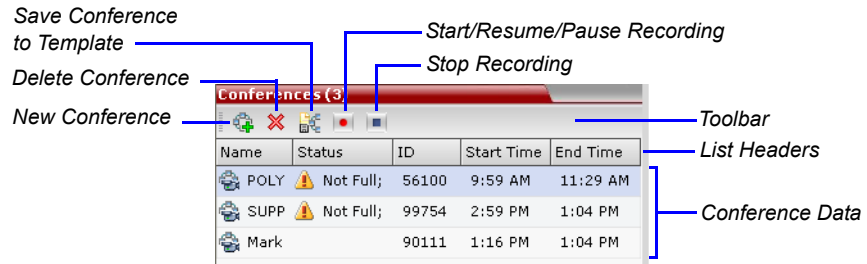 Save Conference
to Template
Start/Resume/Pause Recording
Delete Conference
Stop Recording
New Conference
Conferences (3)
Toolbar
List Headers
Name Status ID Start Time End Time
POLY Not Full; 56100 9:59 AM 11:29 AM
SUPP Not Full; 99754 2:59 PM 1:04 PM
Mark 90111 1:16 PM 1:04 PM
Conference Data